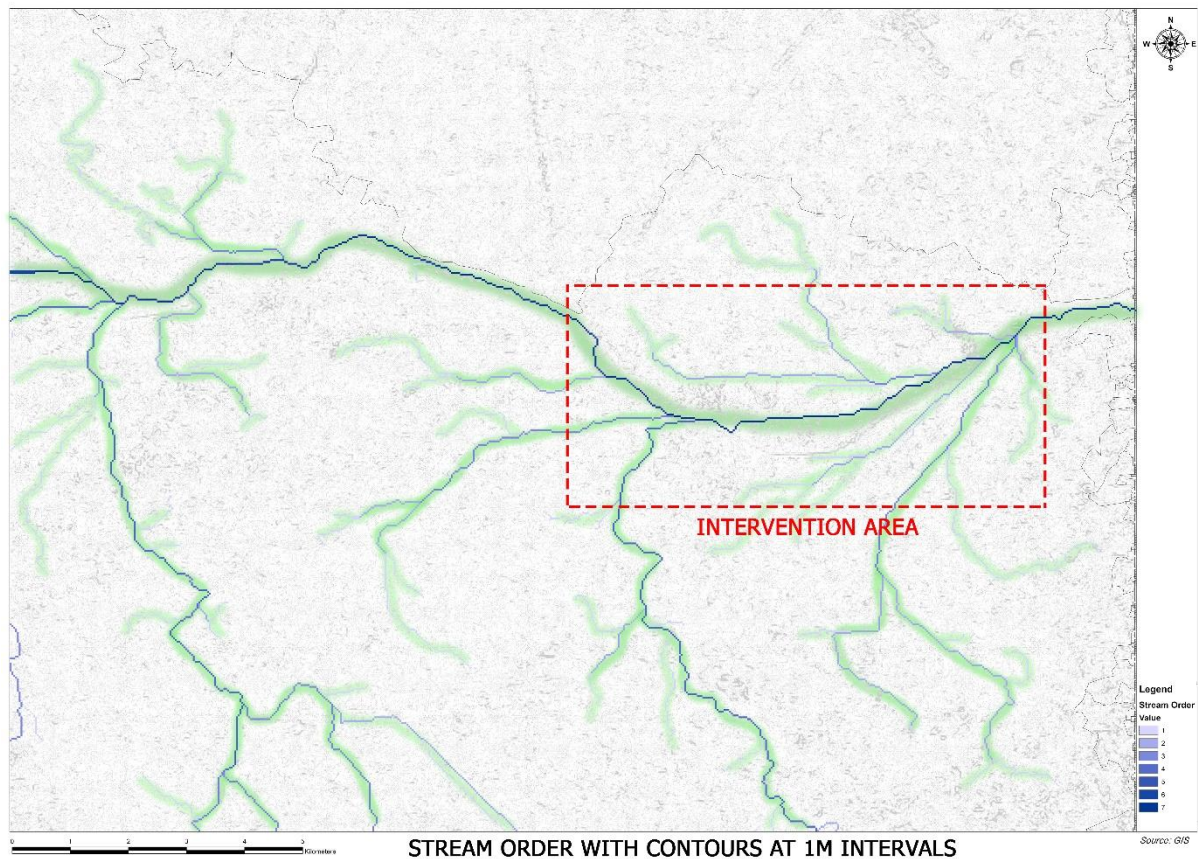 N
W E
S
INTERVENTION AREA
Legend
Stream Order
Value
1
2
3
4
5
6
7
0 1 2 3 4 5
Kilometers
STREAM ORDER WITH CONTOURS AT 1M INTERVALS
Source: GIS